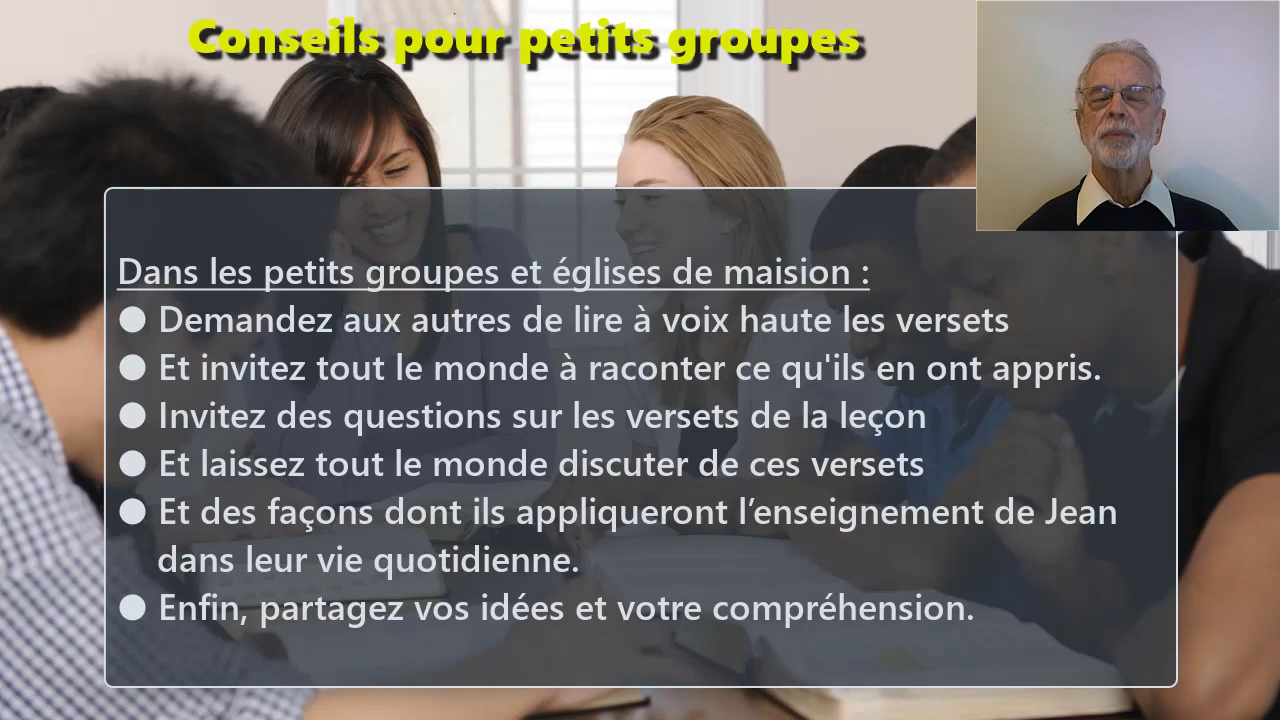 Conseils pour petits groupes
Dans les petits groupes et églises de maision :
● Demandez aux autres de lire à voix haute les versets
● Et invitez tout le monde à raconter ce qu'ils en ont appris.
● Invitez des questions sur les versets de la leçon
● Et laissez tout le monde discuter de ces versets
● Et des façons dont ils appliqueront l’enseignement de Jean
dans leur vie quotidienne.
● Enfin, partagez vos idées et votre compréhension.